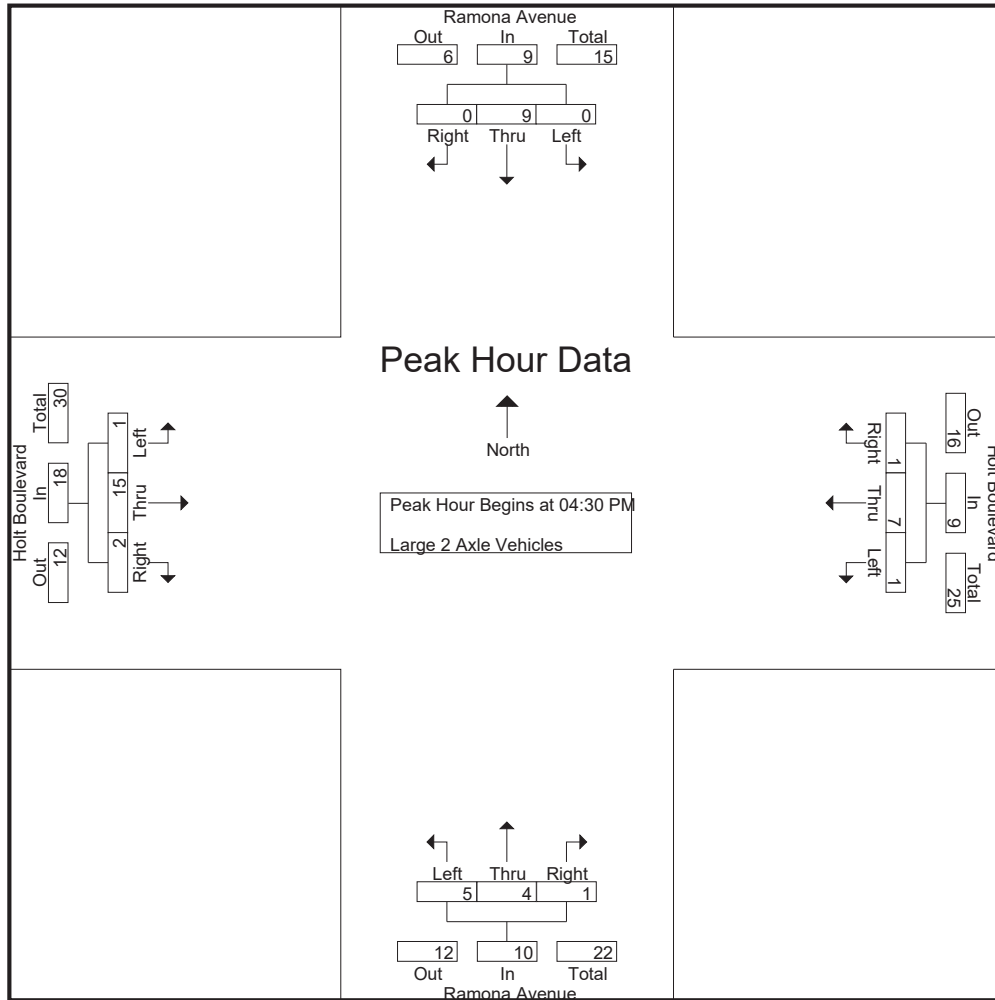 Ramona Avenue
Out In Total
6 9 15
0 9 0
Right Thru Left
Peak Hour Data
North
Peak Hour Begins at 04:30 PM
Large 2 Axle Vehicles
Holt Boulevard
Total In Out
30 18 12
1 15 2
Left Thru Right
Right Thru Left
1 7 1
Out In Total
16 9 25
Holt Boulevard
Left Thru Right
5 4 1
12 10 22
Out In Total
Ramona Avenue